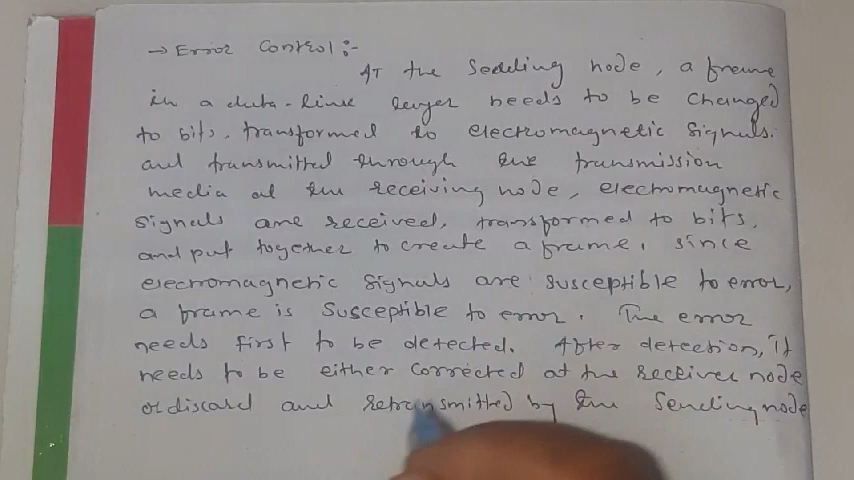 → Error Control :-
At the Sedding node, a frame
in a data-link layer needs to be changed
to bits, transformed to electromagnetic signals.
and transmitted through the transmission
media at the receiving node, electromagnetic
signals are received, transformed to bits,
and put together to create a frame. since
elecromagnetic signals are susceptible to error,
a frame is susceptible to error. The error
needs first to be detected. After detection, it
needs to be either corrected at the receiver node
or discard and retransmitted by the sending node